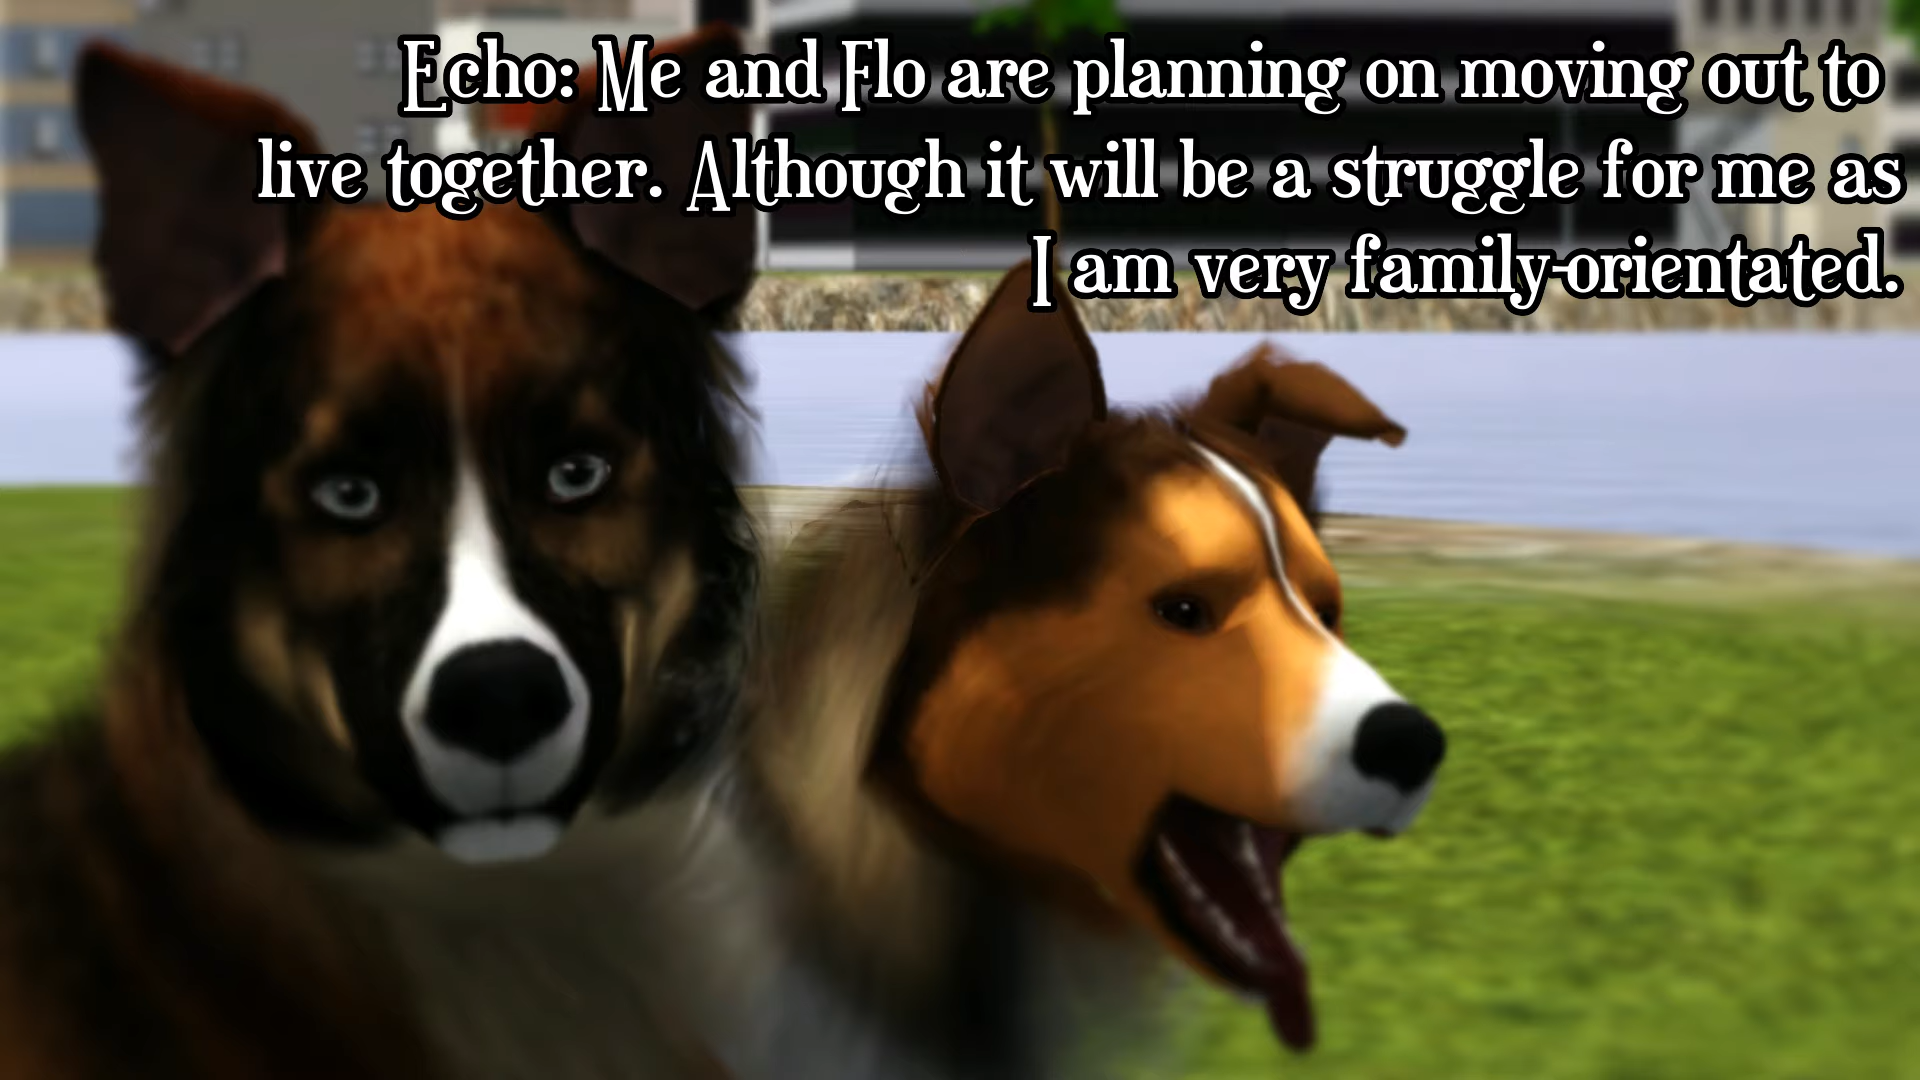 Echo: Me and Flo are planning on moving out to
live together. Although it will be a struggle for me as
I am very family-orientated.